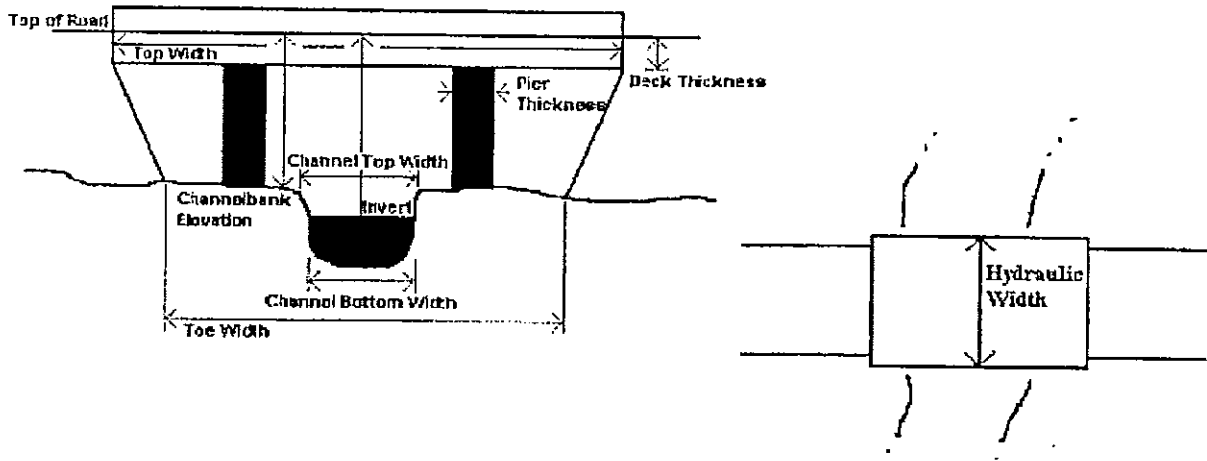 Top of Road
Top Width
Deck Thickness
Pier
Thickness
Channel Top Width
Channelbank
Elevation
Invert
Channel Bottom Width
Toe Width
Hydraulic
Width